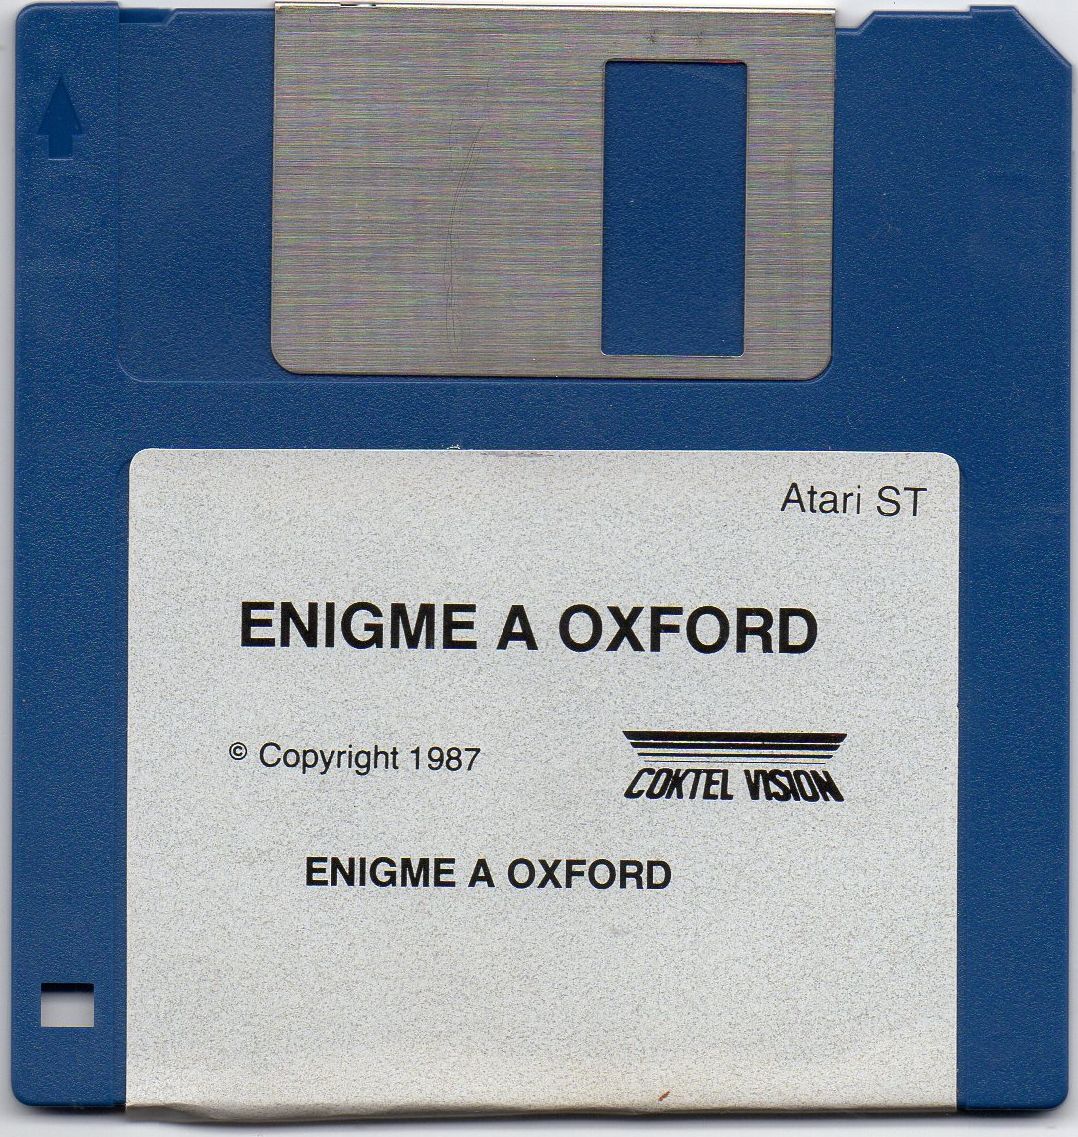 Atari ST
ENIGME A OXFORD
© Copyright 1987
COKTEL VISION
ENIGME A OXFORD